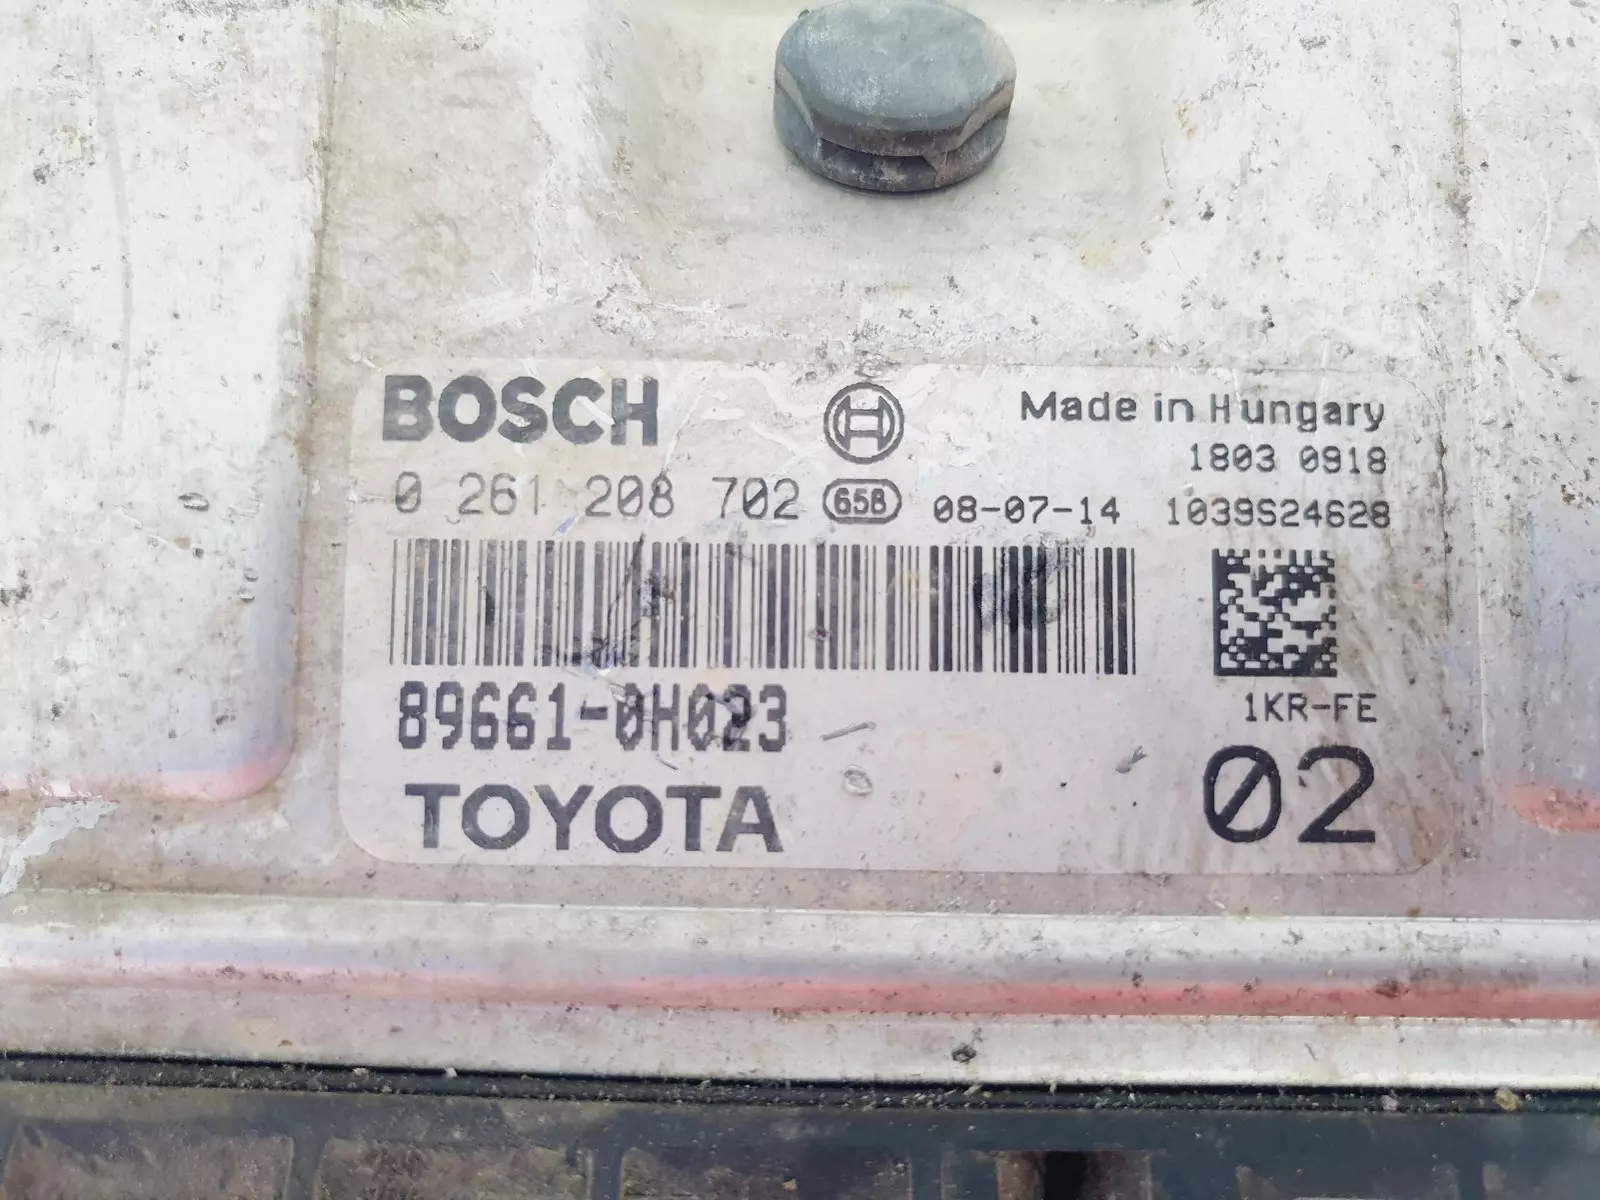 BOSCH
Made in Hungary
1803 0918
0 261 208 702 65B 08-07-14 1039S24628
89661-0H023
1KR-FE
TOYOTA
02